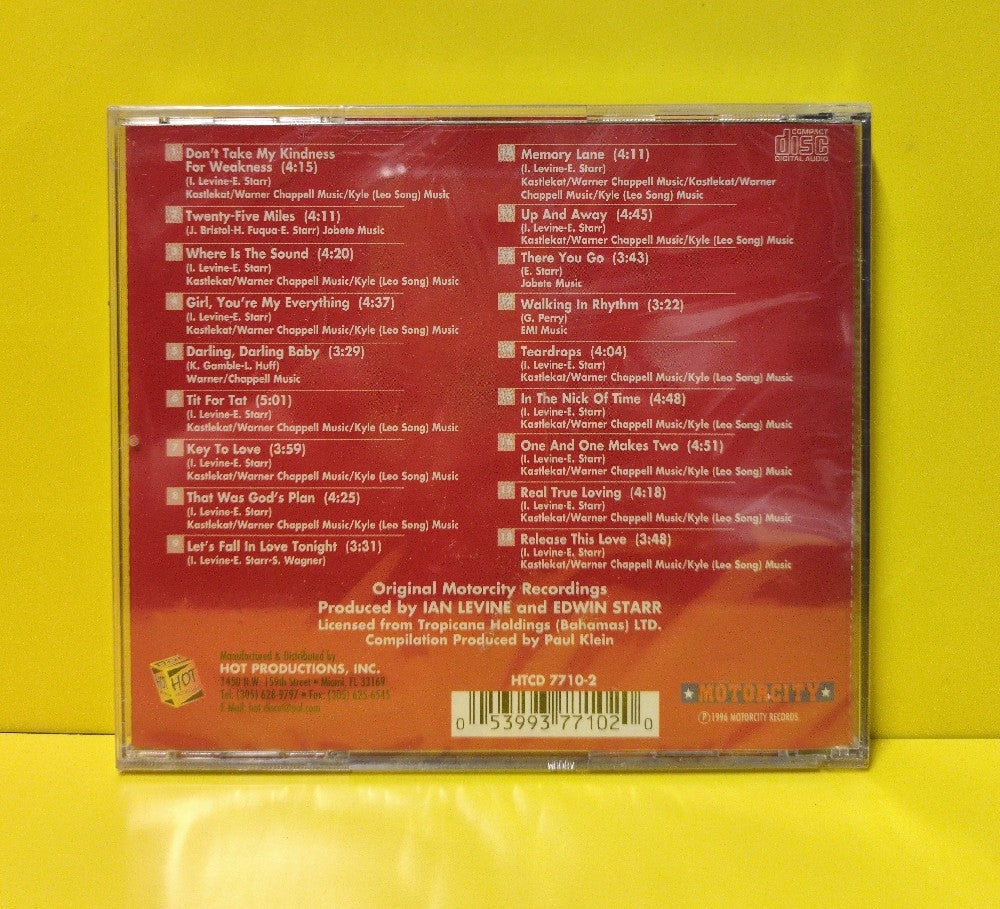 COMPACT
disc
DIGITAL AUDIO
1 Don't Take My Kindness
For Weakness (4:15)
(I. Levine-E. Starr)
Kastlekat/Warner Chappell Music/Kyle (Leo Song) Music
2 Twenty-Five Miles (4:11)
(J. Bristol-H. Fuqua-E. Starr) Jobete Music
3 Where Is The Sound (4:20)
(I. Levine-E. Starr)
Kastlekat/Warner Chappell Music/Kyle (Leo Song) Music
4 Girl, You're My Everything (4:37)
(I. Levine-E. Starr)
Kastlekat/Warner Chappell Music/Kyle (Leo Song) Music
5 Darling, Darling Baby (3:29)
(K. Gamble-L. Huff)
Warner/Chappell Music
6 Tit For Tat (5:01)
(I. Levine-E. Starr)
Kastlekat/Warner Chappell Music/Kyle (Leo Song) Music
7 Key To Love (3:59)
(I. Levine-E. Starr)
Kastlekat/Warner Chappell Music/Kyle (Leo Song) Music
8 That Was God's Plan (4:25)
(I. Levine-E. Starr)
Kastlekat/Warner Chappell Music/Kyle (Leo Song) Music
9 Let's Fall In Love Tonight (3:31)
(I. Levine-E. Starr-S. Wagner)
Memory Lane (4:11)
(I. Levine-E. Starr)
Kastlekat/Warner Chappell Music/Kastlekat/Warner
Chappell Music/Kyle (Leo Song) Music
Up And Away (4:45)
(I. Levine-E. Starr)
Kastlekat/Warner Chappell Music/Kyle (Leo Song) Music
There You Go (3:43)
(E. Starr)
Jobete Music
Walking In Rhythm (3:22)
(G. Perry)
EMI Music
Teardrops (4:04)
(I. Levine-E. Starr)
Kastlekat/Warner Chappell Music/Kyle (Leo Song) Music
In The Nick Of Time (4:48)
(I. Levine-E. Starr)
Kastlekat/Warner Chappell Music/Kyle (Leo Song) Music
16 One And One Makes Two (4:51)
(I. Levine-E. Starr)
Kastlekat/Warner Chappell Music/Kyle (Leo Song) Music
17 Real True Loving (4:18)
(I. Levine-E. Starr)
Kastlekat/Warner Chappell Music/Kyle (Leo Song) Music
18 Release This Love (3:48)
(I. Levine-E. Starr)
Kastlekat/Warner Chappell Music/Kyle (Leo Song) Music
Original Motorcity Recordings
Produced by IAN LEVINE and EDWIN STARR
Licensed from Tropicana Holdings (Bahamas) LTD.
Compilation Produced by Paul Klein
HOT
Manufactured & Distributed by
HOT PRODUCTIONS, INC.
1450 N.W. 159th Street • Miami, FL 33169
Tel: (305) 628-9797 • Fax: (305) 626-6545
E-Mail:
HTCD 7710-2
0 53993 77102 0
MOTORCITY
℗ 1996 MOTORCITY RECORDS